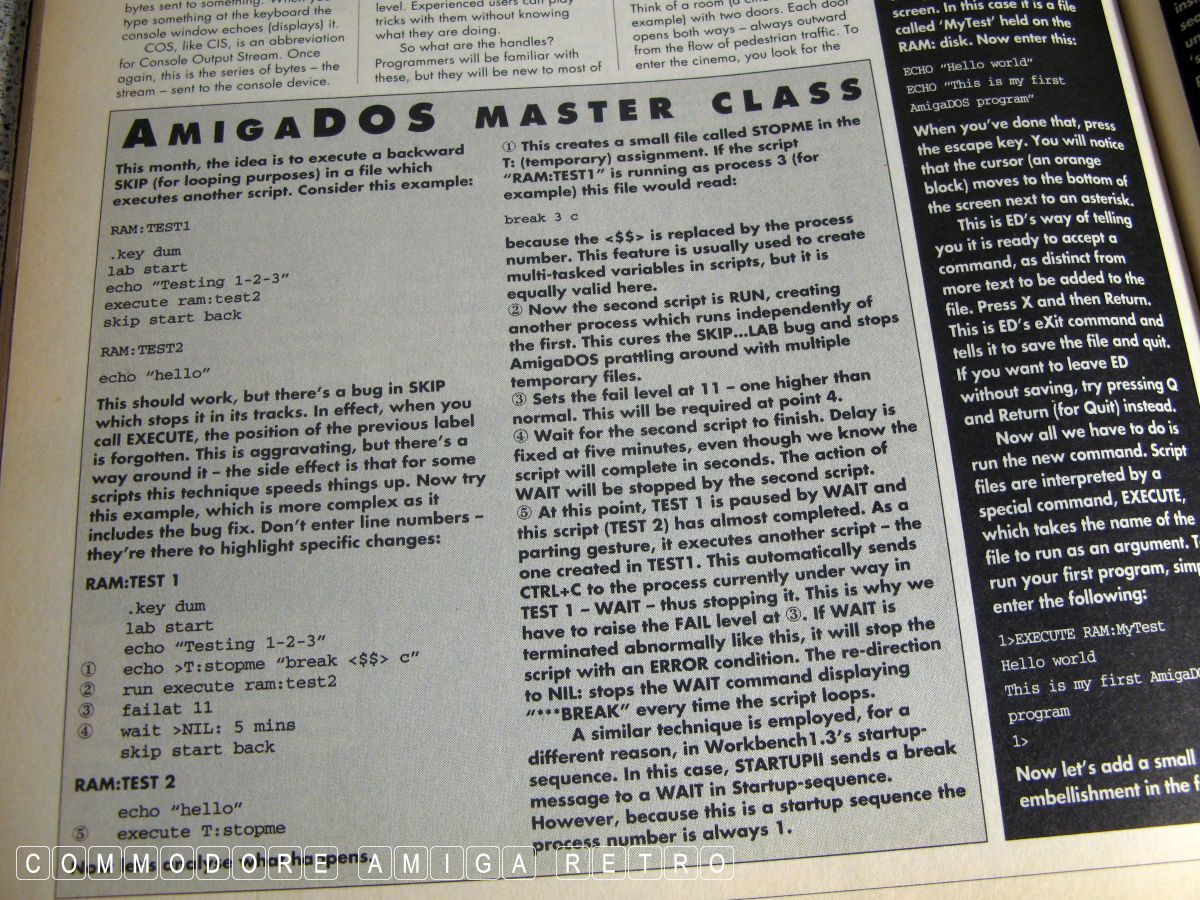 bytes sent to something. When you
type something at the keyboard the
console window echoes (displays) it.
COS, like CIS, is an abbreviation
for Console Output Stream. Once
again, this is the series of bytes – the
stream – sent to the console device.
level. Experienced users can play
tricks with them without knowing
what they are doing.
So what are the handles?
Programmers will be familiar with
these, but they will be new to most of
Think of a room (a
example) with two doors. Each door
opens both ways – always outward
from the flow of pedestrian traffic. To
enter the cinema, you look for the
AMIGADOS MASTER CLASS
This month, the idea is to execute a backward
SKIP (for looping purposes) in a file which
executes another script. Consider this example:
RAM:TEST1
.key dum
lab start
echo "Testing 1-2-3"
execute ram:test2
skip start back
RAM:TEST2
echo "hello"
This should work, but there's a bug in SKIP
which stops it in its tracks. In effect, when you
call EXECUTE, the position of the previous label
is forgotten. This is aggravating, but there's a
way around it – the side effect is that for some
scripts this technique speeds things up. Now try
this example, which is more complex as it
includes the bug fix. Don't enter line numbers –
they're there to highlight specific changes:
RAM:TEST 1
.key dum
lab start
echo "Testing 1-2-3"
① echo >T:stopme "break <$$> c"
② run execute ram:test2
③ failat 11
④ wait >NIL: 5 mins
skip start back
RAM:TEST 2
echo "hello"
⑤ execute T:stopme
Now let's analyse what happens.
① This creates a small file called STOPME in the
T: (temporary) assignment. If the script
"RAM:TEST1" is running as process 3 (for
example) this file would read:
break 3 c
because the <$$> is replaced by the process
number. This feature is usually used to create
multi-tasked variables in scripts, but it is
equally valid here.
② Now the second script is RUN, creating
another process which runs independently of
the first. This cures the SKIP...LAB bug and stops
AmigaDOS prattling around with multiple
temporary files.
③ Sets the fail level at 11 – one higher than
normal. This will be required at point 4.
④ Wait for the second script to finish. Delay is
fixed at five minutes, even though we know the
script will complete in seconds. The action of
WAIT will be stopped by the second script.
⑤ At this point, TEST 1 is paused by WAIT and
this script (TEST 2) has almost completed. As a
parting gesture, it executes another script – the
one created in TEST1. This automatically sends
CTRL+C to the process currently under way in
TEST 1 – WAIT – thus stopping it. This is why we
have to raise the FAIL level at ③. If WAIT is
terminated abnormally like this, it will stop the
script with an ERROR condition. The re-direction
to NIL: stops the WAIT command displaying
"***BREAK" every time the script loops.
A similar technique is employed, for a
different reason, in Workbench1.3's startup-
sequence. In this case, STARTUPII sends a break
message to a WAIT in Startup-sequence.
However, because this is a startup sequence the
process number is always 1.
screen. In this case it is a file
called 'MyTest' held on the
RAM: disk. Now enter this:
ECHO "Hello world"
ECHO "This is my first
AmigaDOS program"
When you've done that, press
the escape key. You will notice
that the cursor (an orange
block) moves to the bottom of
the screen next to an asterisk.
This is ED's way of telling
you it is ready to accept a
command, as distinct from
more text to be added to the
file. Press X and then Return.
This is ED's eXit command and
tells it to save the file and quit.
If you want to leave ED
without saving, try pressing Q
and Return (for Quit) instead.
Now all we have to do is
run the new command. Script
files are interpreted by a
special command, EXECUTE,
which takes the name of the
file to run as an argument. T
run your first program, simp
enter the following:
1>EXECUTE RAM:MyTest
Hello world
This is my first AmigaDO
program
1>
Now let's add a small
embellishment in the f
COMMODORE AMIGA RETRO